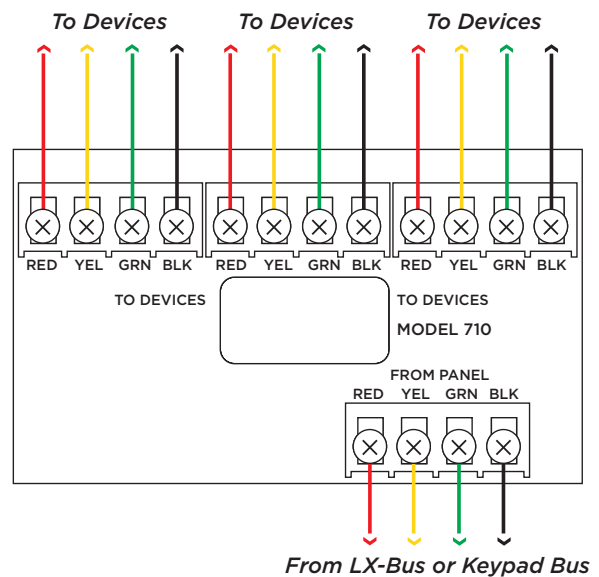 To Devices To Devices To Devices
RED YEL GRN BLK RED YEL GRN BLK RED YEL GRN BLK
TO DEVICES TO DEVICES
MODEL 710
FROM PANEL
RED YEL GRN BLK
From LX-Bus or Keypad Bus